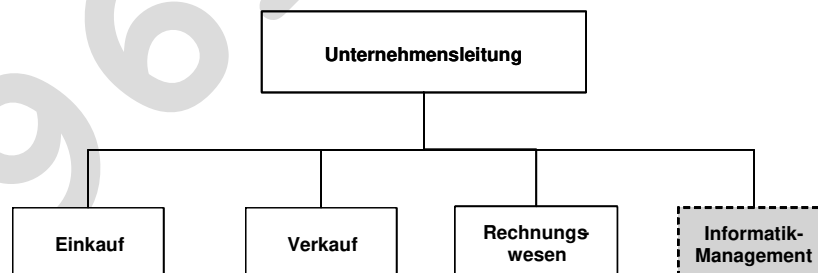 Unternehmensleitung
Einkauf
Verkauf
Rechnungs-
wesen
Informatik-
Management